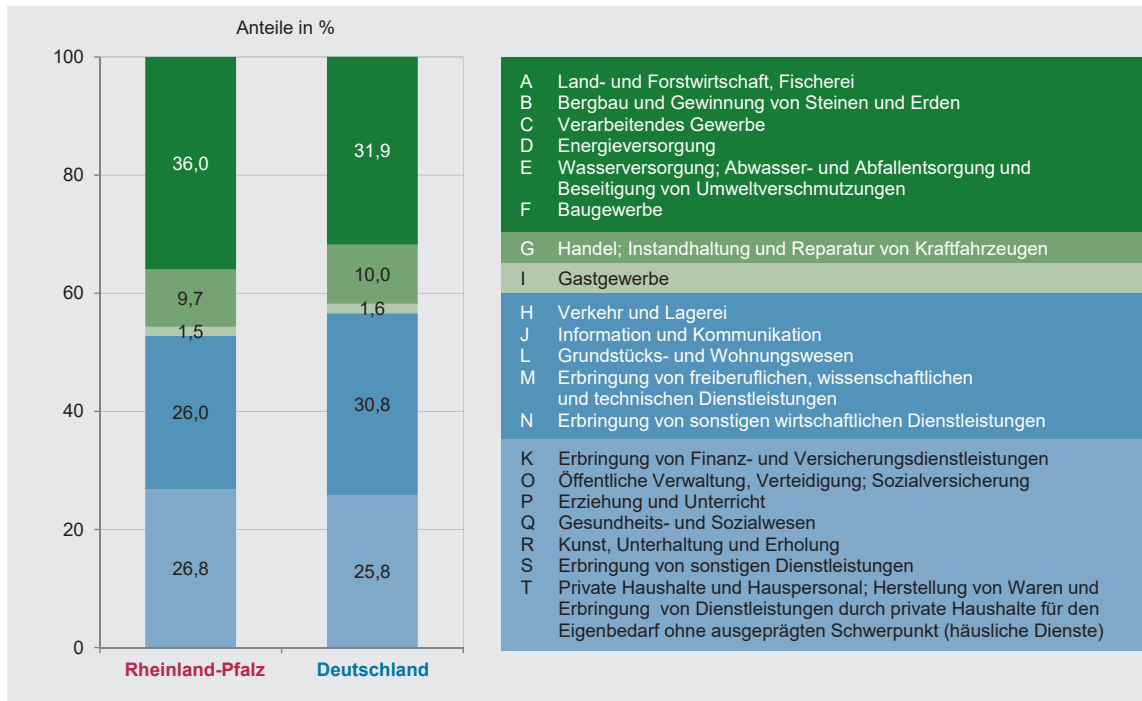 Anteile in %
100
80
60
40
20
0
36,0
9,7
1,5
26,0
26,8
Rheinland-Pfalz
31,9
10,0
1,6
30,8
25,8
Deutschland
A Land- und Forstwirtschaft, Fischerei
B Bergbau und Gewinnung von Steinen und Erden
C Verarbeitendes Gewerbe
D Energieversorgung
E Wasserversorgung; Abwasser- und Abfallentsorgung und
Beseitigung von Umweltverschmutzungen
F Baugewerbe
G Handel; Instandhaltung und Reparatur von Kraftfahrzeugen
I Gastgewerbe
H Verkehr und Lagerei
J Information und Kommunikation
L Grundstücks- und Wohnungswesen
M Erbringung von freiberuflichen, wissenschaftlichen
und technischen Dienstleistungen
N Erbringung von sonstigen wirtschaftlichen Dienstleistungen
K Erbringung von Finanz- und Versicherungsdienstleistungen
O Öffentliche Verwaltung, Verteidigung; Sozialversicherung
P Erziehung und Unterricht
Q Gesundheits- und Sozialwesen
R Kunst, Unterhaltung und Erholung
S Erbringung von sonstigen Dienstleistungen
T Private Haushalte und Hauspersonal; Herstellung von Waren und
Erbringung von Dienstleistungen durch private Haushalte für den
Eigenbedarf ohne ausgeprägten Schwerpunkt (häusliche Dienste)